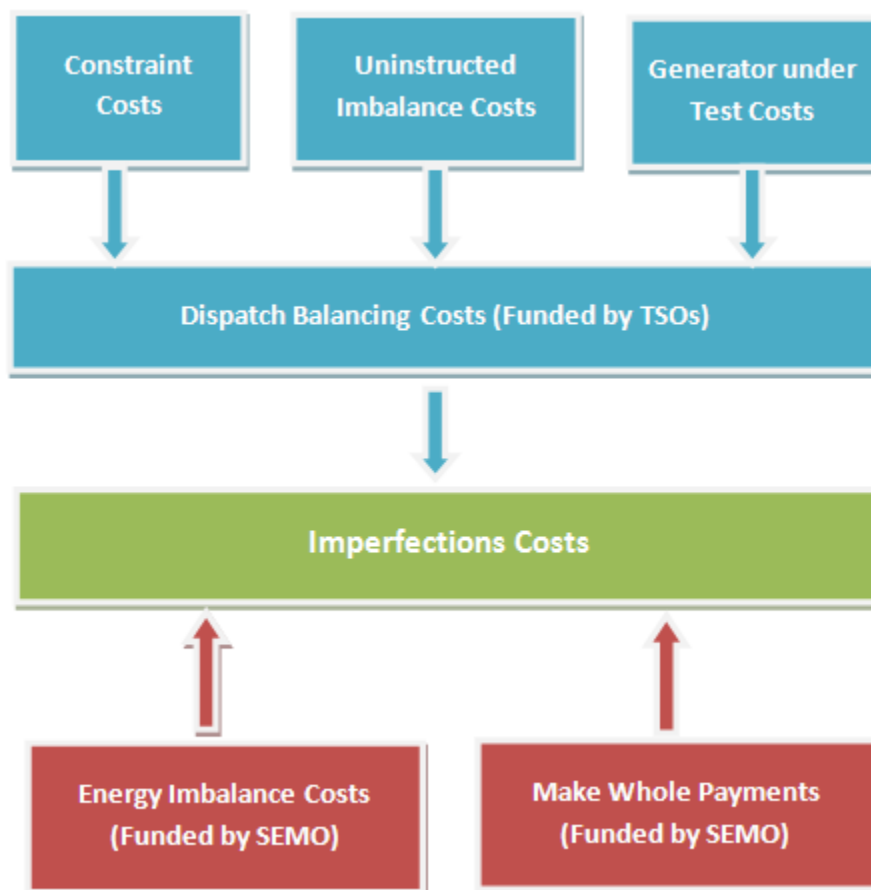 Constraint
Costs
Uninstructed
Imbalance Costs
Generator under
Test Costs
Dispatch Balancing Costs (Funded by TSOs)
Imperfections Costs
Energy Imbalance Costs
(Funded by SEMO)
Make Whole Payments
(Funded by SEMO)